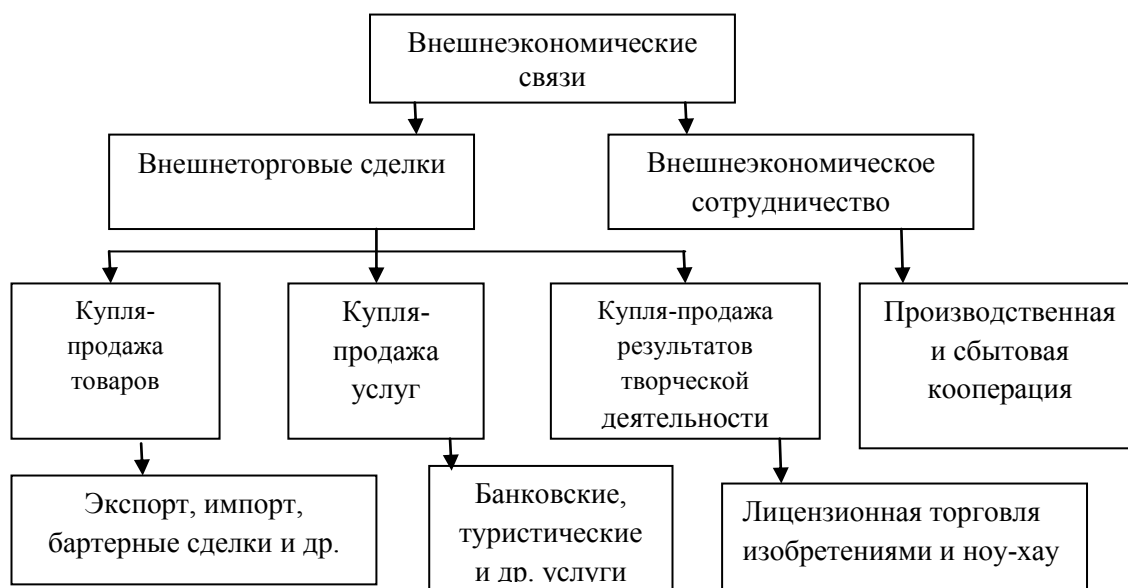 Внешнеэкономические
связи
Внешнеторговые сделки
Внешнеэкономическое
сотрудничество
Купля-
продажа
товаров
Купля-
продажа
услуг
Купля-продажа
результатов
творческой
деятельности
Производственная
и сбытовая
кооперация
Экспорт, импорт,
бартерные сделки и др.
Банковские,
туристические
и др. услуги
Лицензионная торговля
изобретениями и ноу-хау